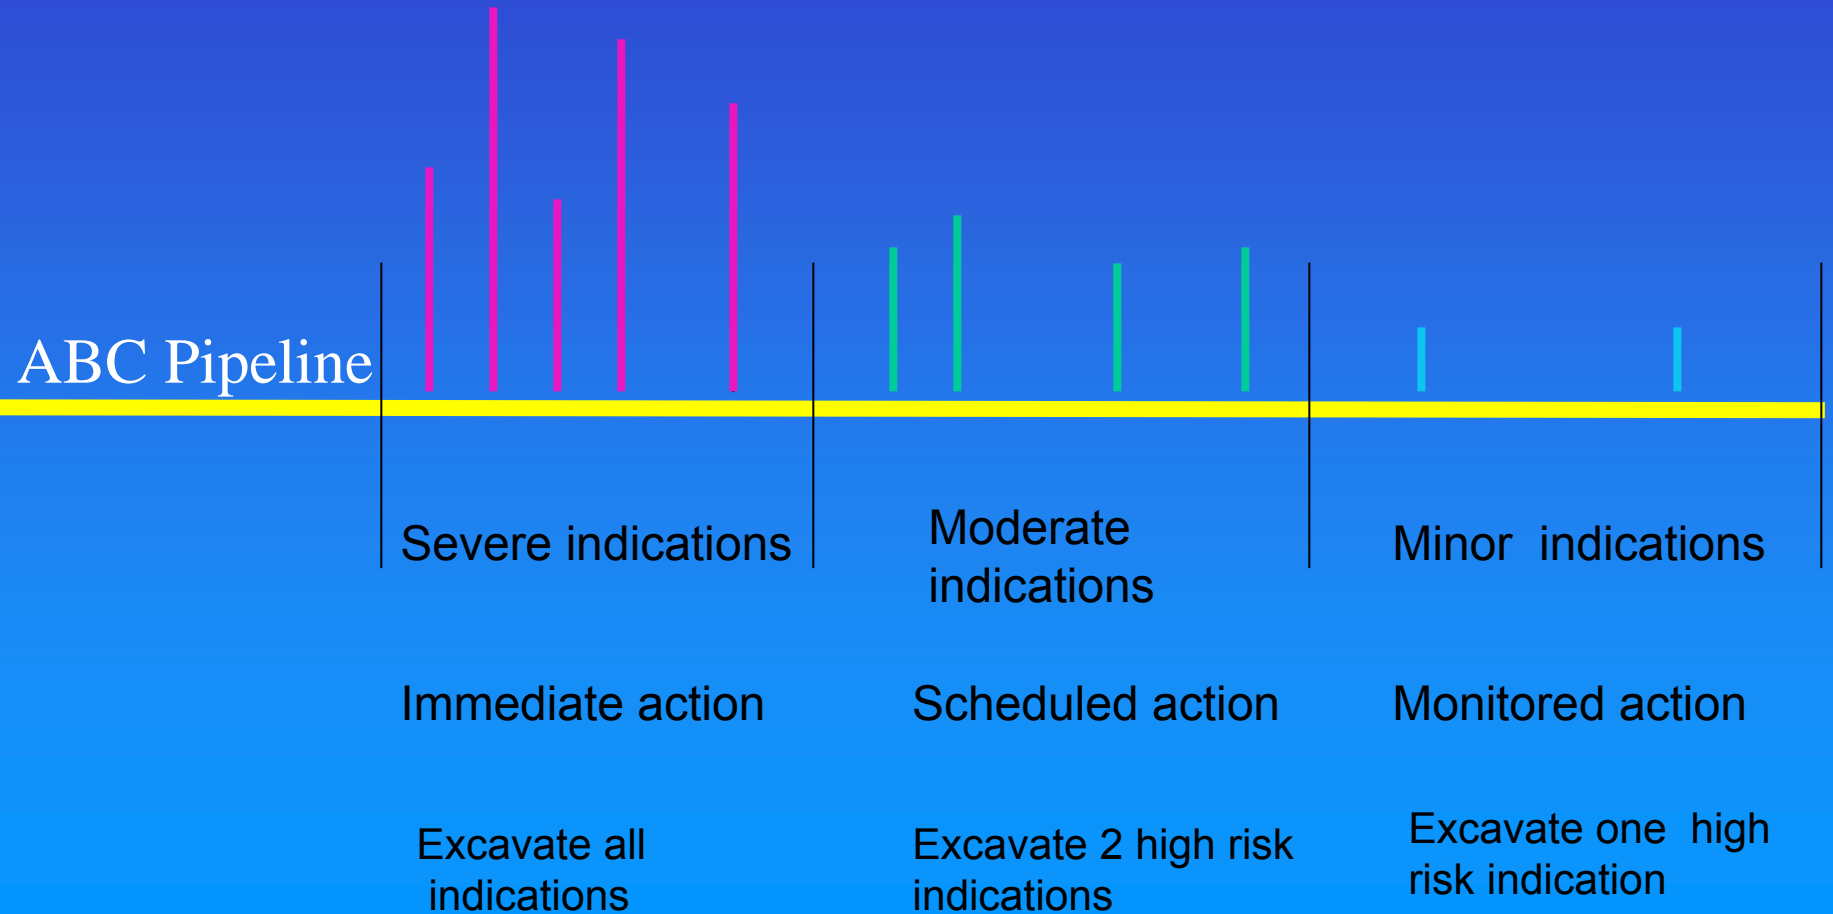 ABC Pipeline
Severe indications
Moderate
indications
Minor indications
Immediate action
Scheduled action
Monitored action
Excavate all
indications
Excavate 2 high risk
indications
Excavate one high
risk indication